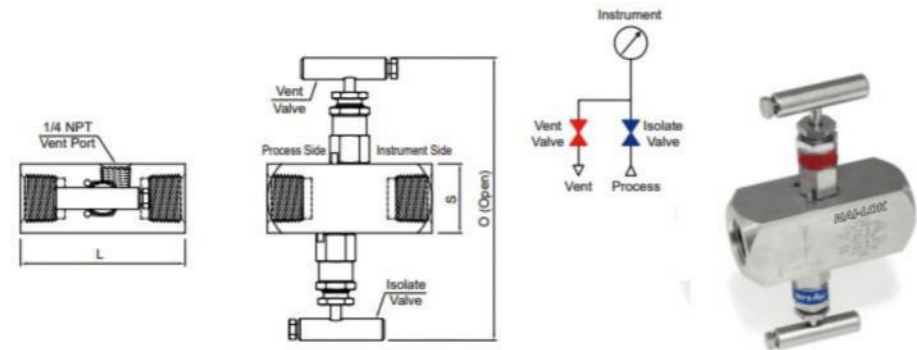 1/4 NPT
Vent Port
L
Vent
Valve
Process Side
Instrument Side
S
O (Open)
Isolate
Valve
Instrument
Vent
Valve
Isolate
Valve
Vent
Process
HAI-LOK